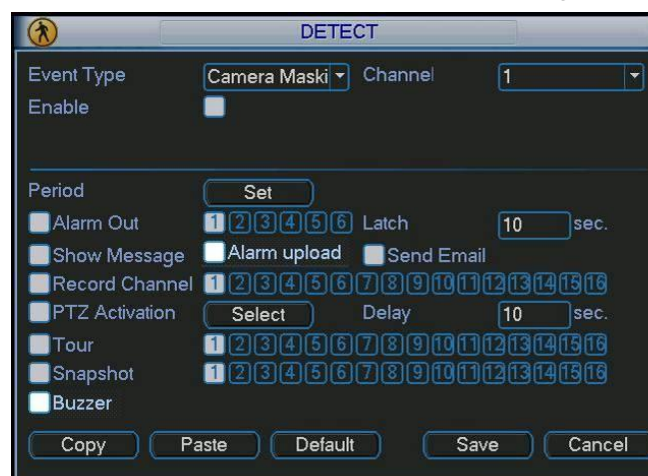 DETECT
Event Type Camera Maski Channel 1
Enable
Period Set
Alarm Out 1 2 3 4 5 6 Latch 10 sec.
Show Message Alarm upload Send Email
Record Channel 1 2 3 4 5 6 7 8 9 10 11 12 13 14 15 16
PTZ Activation Select Delay 10 sec.
Tour 1 2 3 4 5 6 7 8 9 10 11 12 13 14 15 16
Snapshot 1 2 3 4 5 6 7 8 9 10 11 12 13 14 15 16
Buzzer
Copy Paste Default Save Cancel